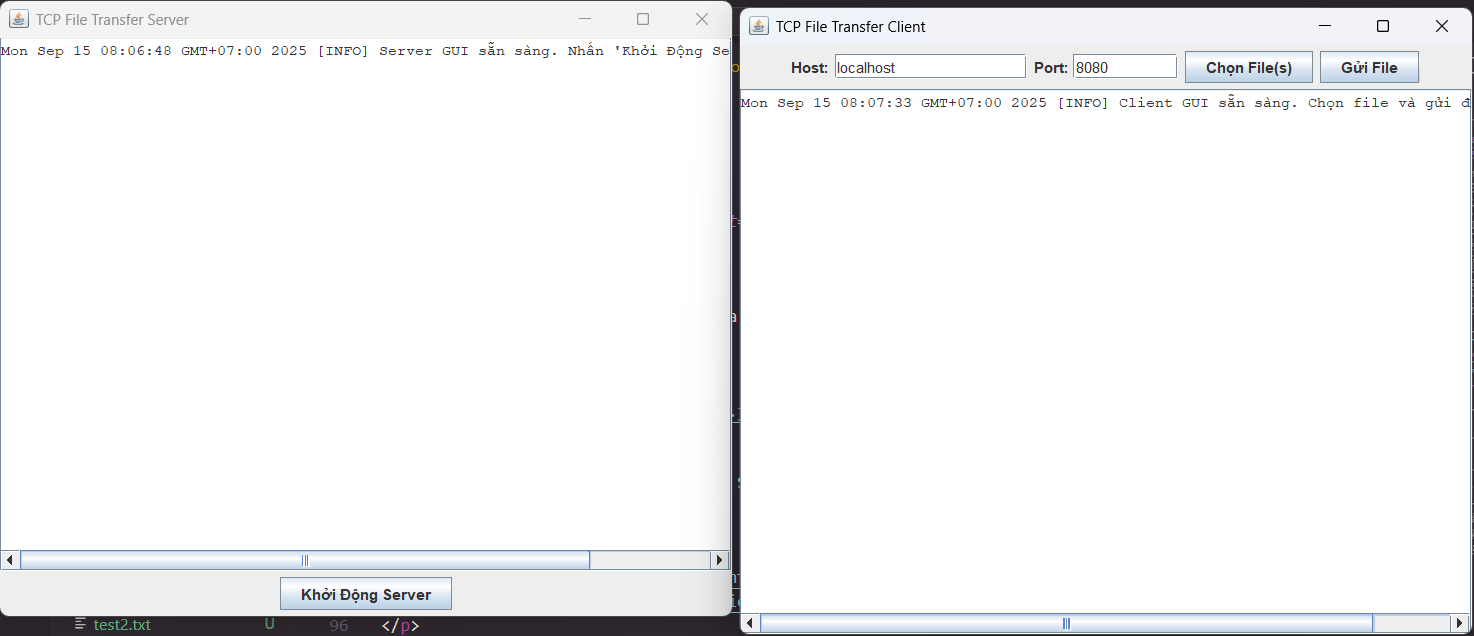 TCP File Transfer Server
Mon Sep 15 08:06:48 GMT+07:00 2025 [INFO] Server GUI sẵn sàng. Nhấn 'Khởi Động Se
Khởi Động Server
TCP File Transfer Client
Host: localhost Port: 8080 Chọn File(s) Gửi File
Mon Sep 15 08:07:33 GMT+07:00 2025 [INFO] Client GUI sẵn sàng. Chọn file và gửi đ
test2.txt U 96 </p>